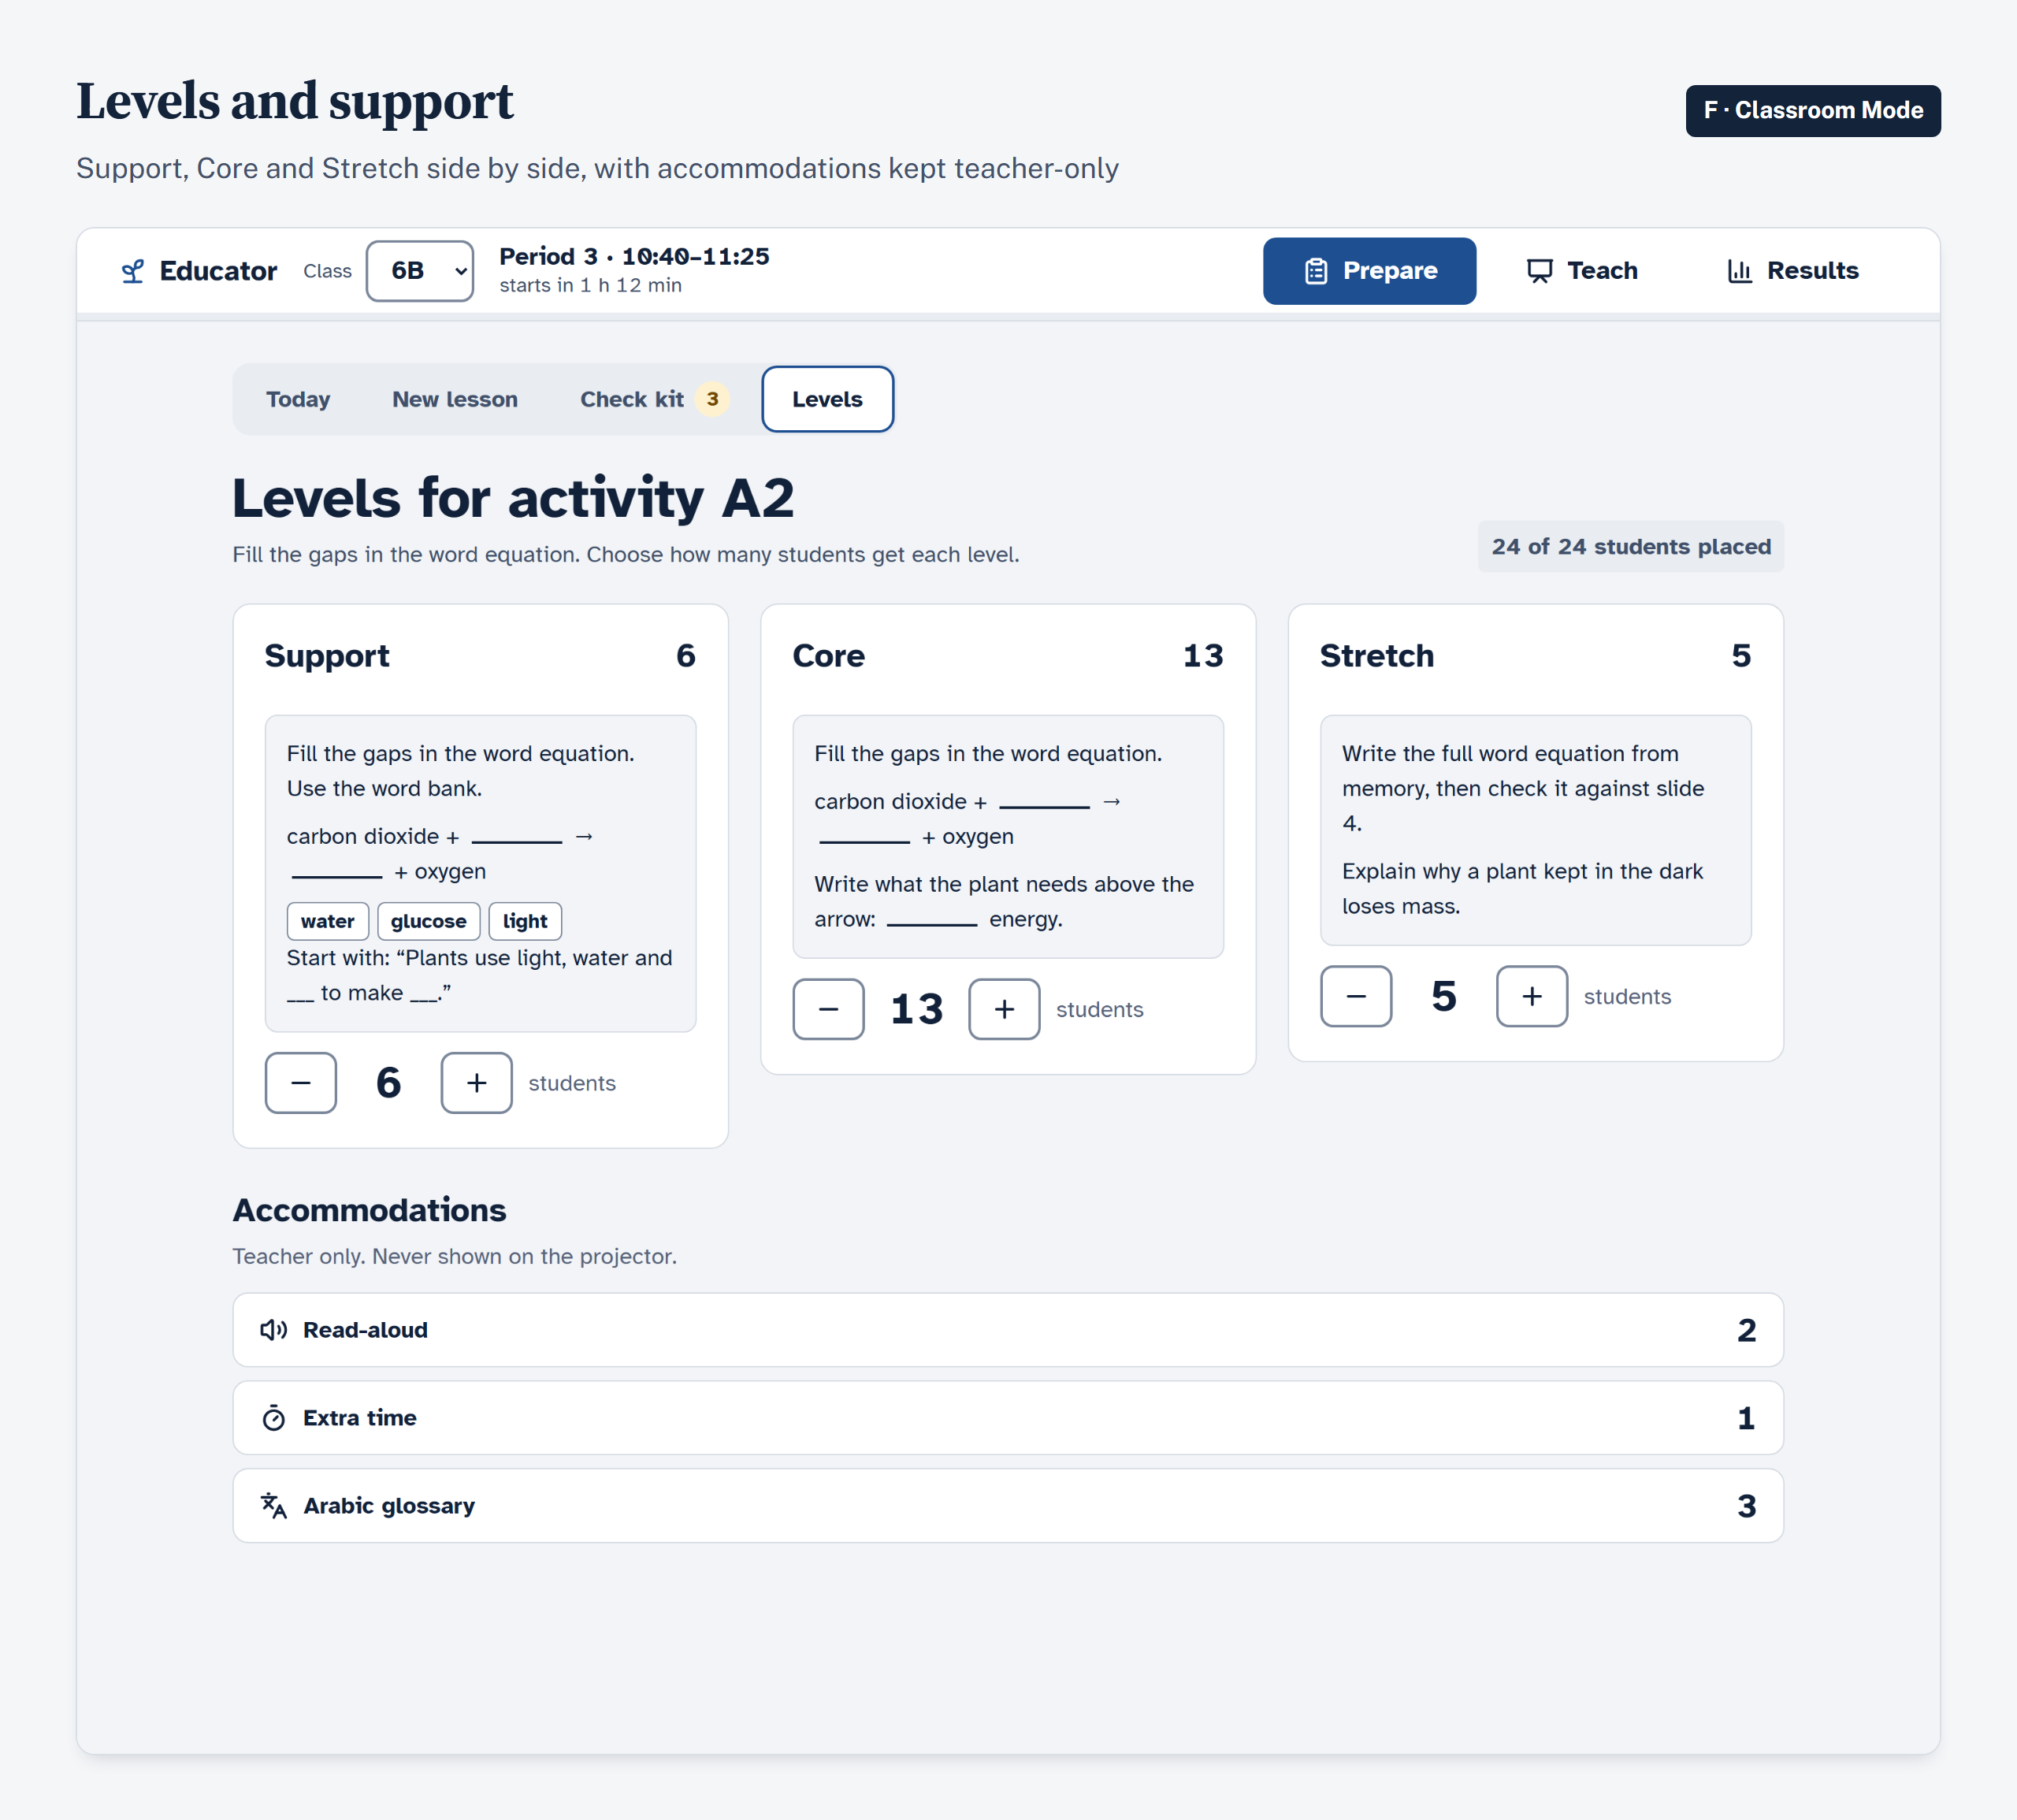 Levels and support
F · Classroom Mode
Support, Core and Stretch side by side, with accommodations kept teacher-only
Educator
Class
6B
Period 3 · 10:40–11:25
starts in 1 h 12 min
Prepare
Teach
Results
Today
New lesson
Check kit 3
Levels
Levels for activity A2
Fill the gaps in the word equation. Choose how many students get each level.
24 of 24 students placed
Support 6
Fill the gaps in the word equation.
Use the word bank.
carbon dioxide + ______ →
______ + oxygen
water glucose light
Start with: “Plants use light, water and
___ to make ___.”
− 6 + students
Core 13
Fill the gaps in the word equation.
carbon dioxide + ______ →
______ + oxygen
Write what the plant needs above the
arrow: ______ energy.
− 13 + students
Stretch 5
Write the full word equation from
memory, then check it against slide
4.
Explain why a plant kept in the dark
loses mass.
− 5 + students
Accommodations
Teacher only. Never shown on the projector.
Read-aloud 2
Extra time 1
Arabic glossary 3